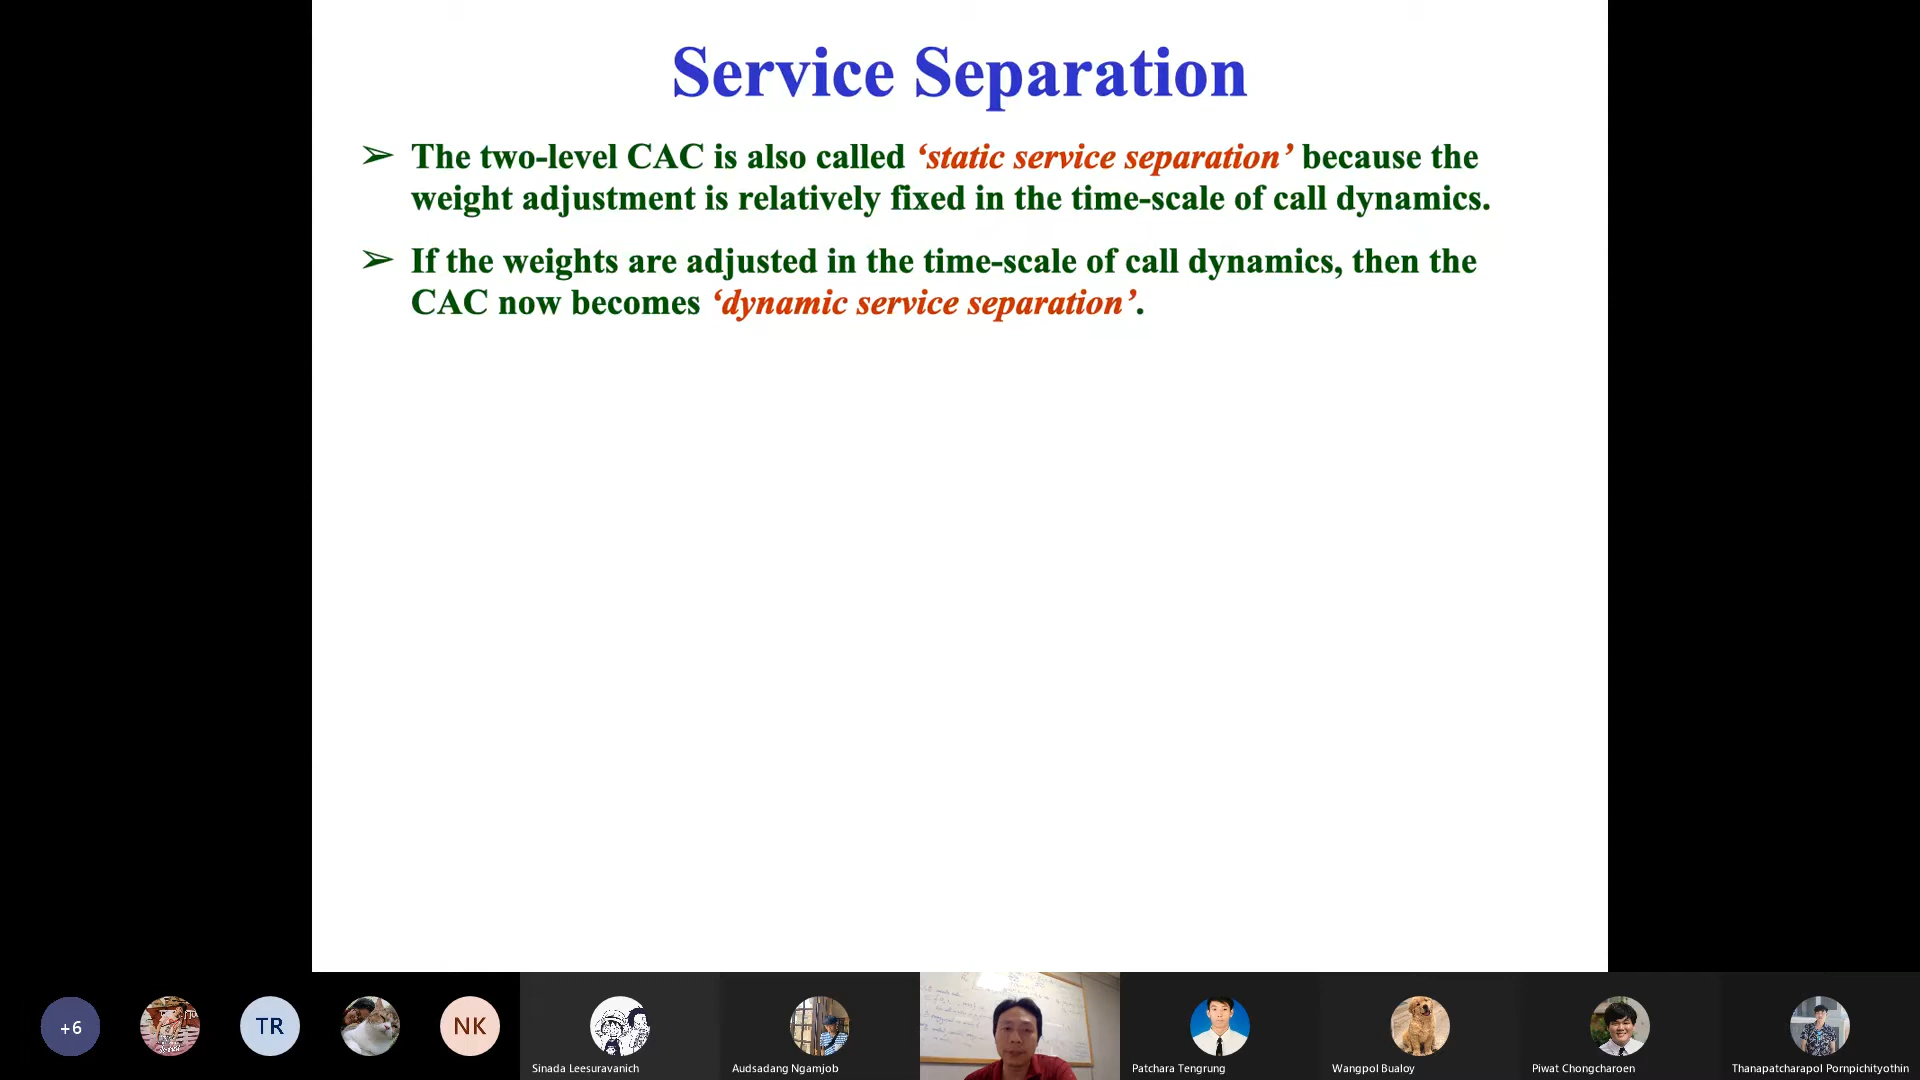 Service Separation
➢ The two-level CAC is also called ‘static service separation’ because the
weight adjustment is relatively fixed in the time-scale of call dynamics.
➢ If the weights are adjusted in the time-scale of call dynamics, then the
CAC now becomes ‘dynamic service separation’.
+6
TR
NK
Sinada Leesuravanich
Audsadang Ngamjob
Patchara Tengrung
Wangpol Bualoy
Piwat Chongcharoen
Thanapatcharapol Pornpichityothin